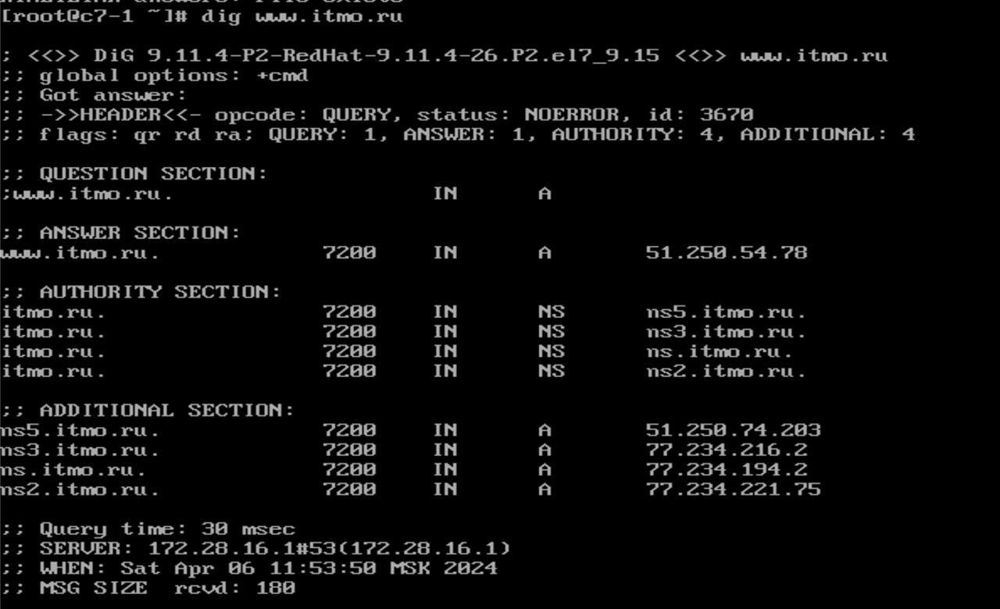 [root@c7-1 ~]# dig www.itmo.ru
; <<>> DiG 9.11.4-P2-RedHat-9.11.4-26.P2.el7_9.15 <<>> www.itmo.ru
;; global options: +cmd
;; Got answer:
;; ->>HEADER<<- opcode: QUERY, status: NOERROR, id: 3670
;; flags: qr rd ra; QUERY: 1, ANSWER: 1, AUTHORITY: 4, ADDITIONAL: 4
;; QUESTION SECTION:
;www.itmo.ru. IN A
;; ANSWER SECTION:
www.itmo.ru. 7200 IN A 51.250.54.78
;; AUTHORITY SECTION:
itmo.ru. 7200 IN NS ns5.itmo.ru.
itmo.ru. 7200 IN NS ns3.itmo.ru.
itmo.ru. 7200 IN NS ns.itmo.ru.
itmo.ru. 7200 IN NS ns2.itmo.ru.
;; ADDITIONAL SECTION:
ns5.itmo.ru. 7200 IN A 51.250.74.203
ns3.itmo.ru. 7200 IN A 77.234.216.2
ns.itmo.ru. 7200 IN A 77.234.194.2
ns2.itmo.ru. 7200 IN A 77.234.221.75
;; Query time: 30 msec
;; SERVER: 172.28.16.1#53(172.28.16.1)
;; WHEN: Sat Apr 06 11:53:50 MSK 2024
;; MSG SIZE rcvd: 180